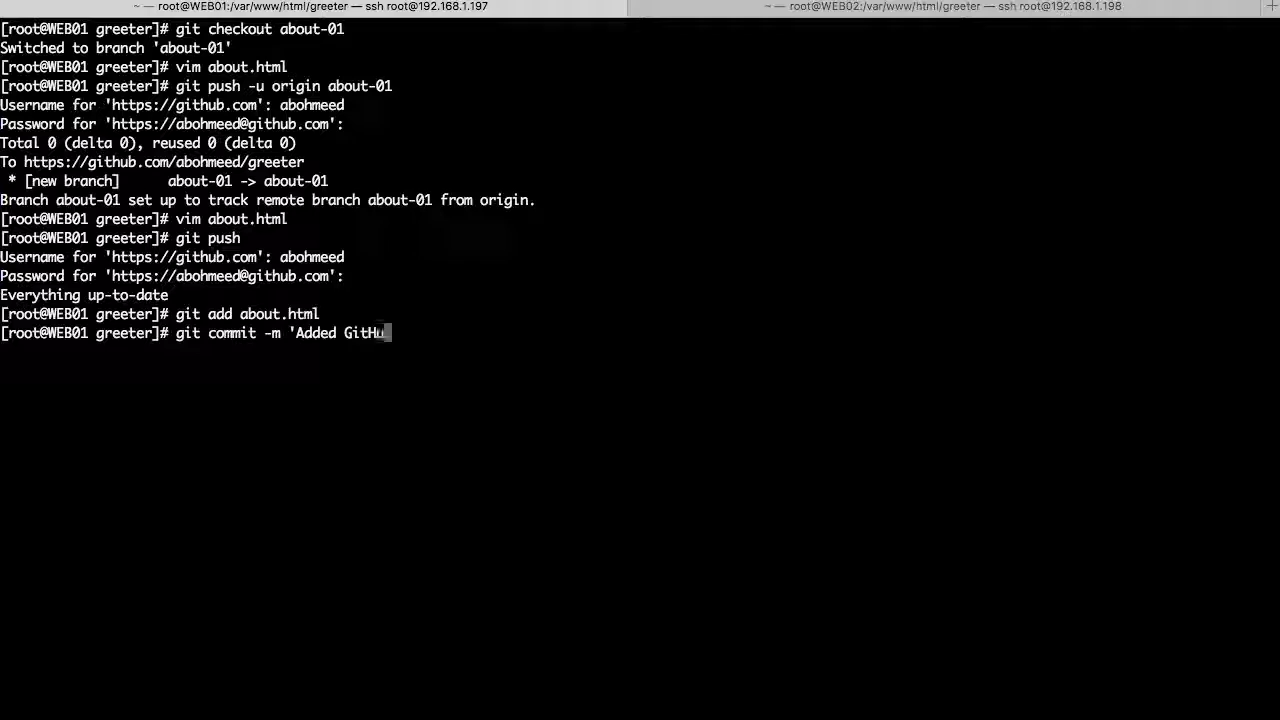 ~ — root@WEB01:/var/www/html/greeter — ssh root@192.168.1.197
~ — root@WEB02:/var/www/html/greeter — ssh root@192.168.1.198
+
[root@WEB01 greeter]# git checkout about-01
Switched to branch 'about-01'
[root@WEB01 greeter]# vim about.html
[root@WEB01 greeter]# git push -u origin about-01
Username for 'https://github.com': abohmeed
Password for 'https://abohmeed@github.com':
Total 0 (delta 0), reused 0 (delta 0)
To https://github.com/abohmeed/greeter
 * [new branch]      about-01 -> about-01
Branch about-01 set up to track remote branch about-01 from origin.
[root@WEB01 greeter]# vim about.html
[root@WEB01 greeter]# git push
Username for 'https://github.com': abohmeed
Password for 'https://abohmeed@github.com':
Everything up-to-date
[root@WEB01 greeter]# git add about.html
[root@WEB01 greeter]# git commit -m 'Added GitHu